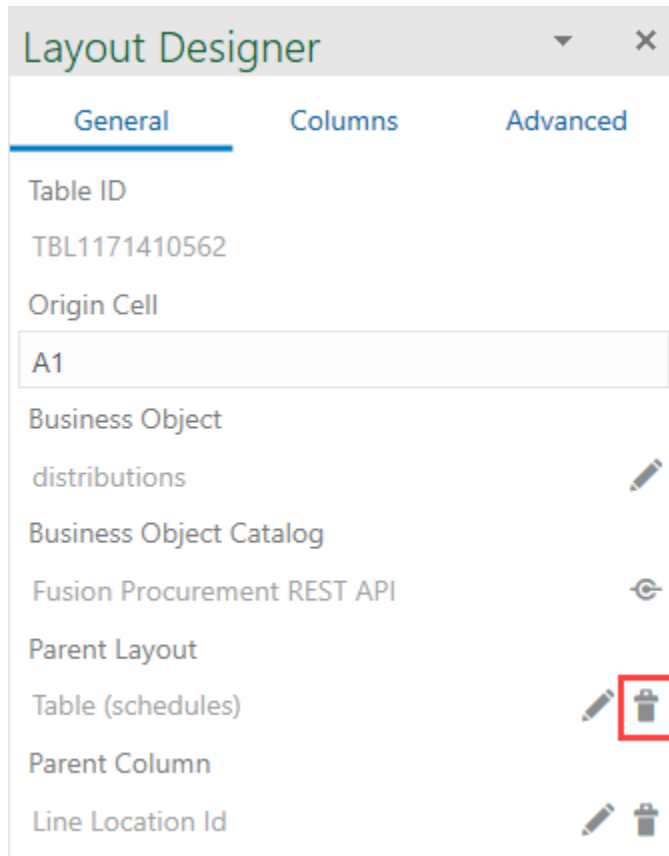 Layout Designer
General Columns Advanced
Table ID
TBL1171410562
Origin Cell
A1
Business Object
distributions
Business Object Catalog
Fusion Procurement REST API
Parent Layout
Table (schedules)
Parent Column
Line Location Id